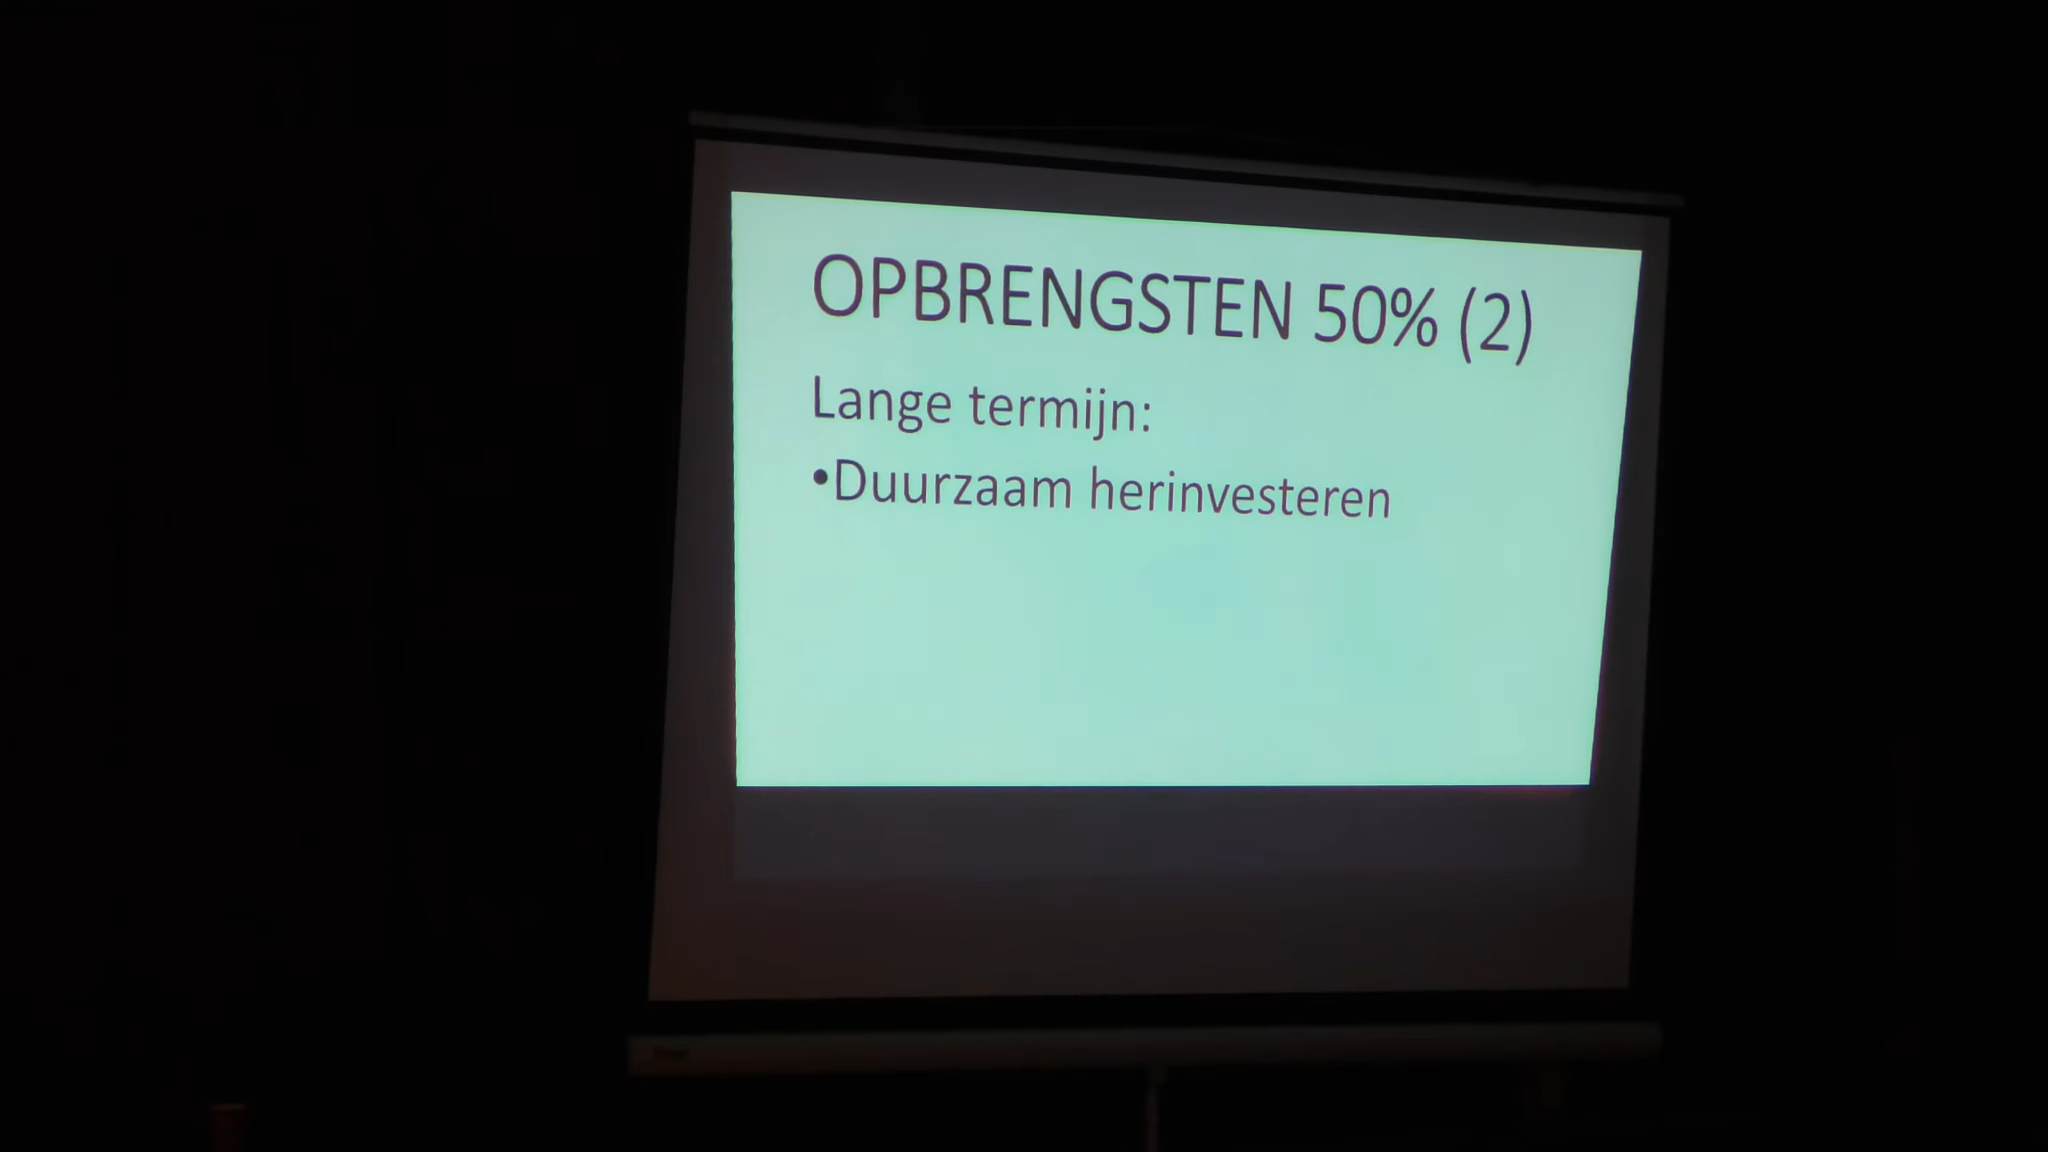 OPBRENGSTEN 50% (2)
Lange termijn:
•Duurzaam herinvesteren